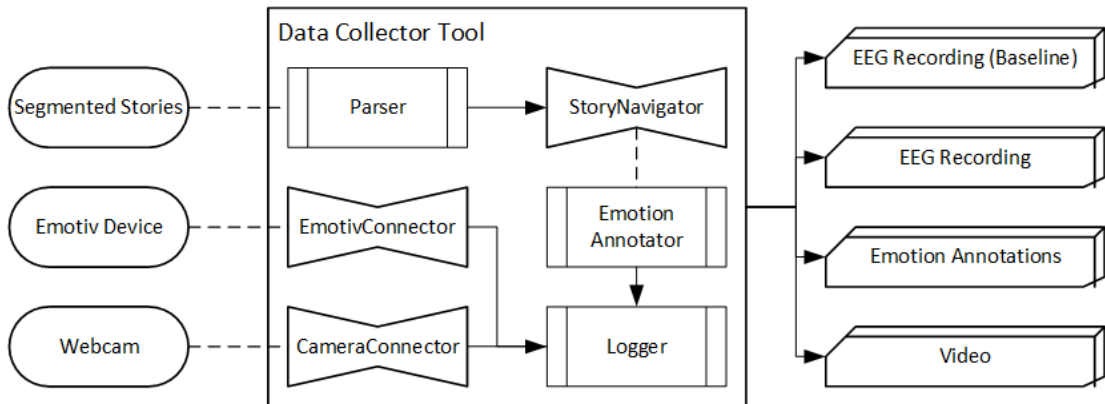 Data Collector Tool
Segmented Stories
Parser
StoryNavigator
EEG Recording (Baseline)
EEG Recording
Emotiv Device
EmotivConnector
Emotion
Annotator
Emotion Annotations
Webcam
CameraConnector
Logger
Video